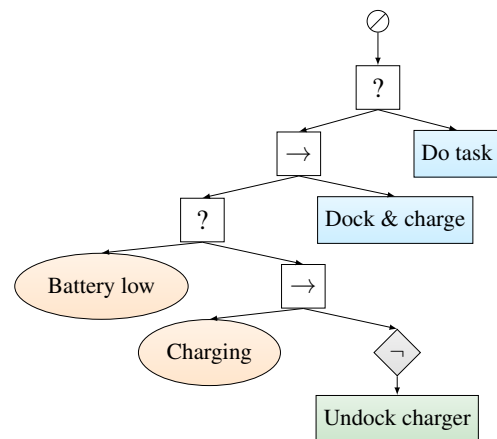 ?
→
Do task
?
Dock & charge
Battery low
→
Charging
¬
Undock charger